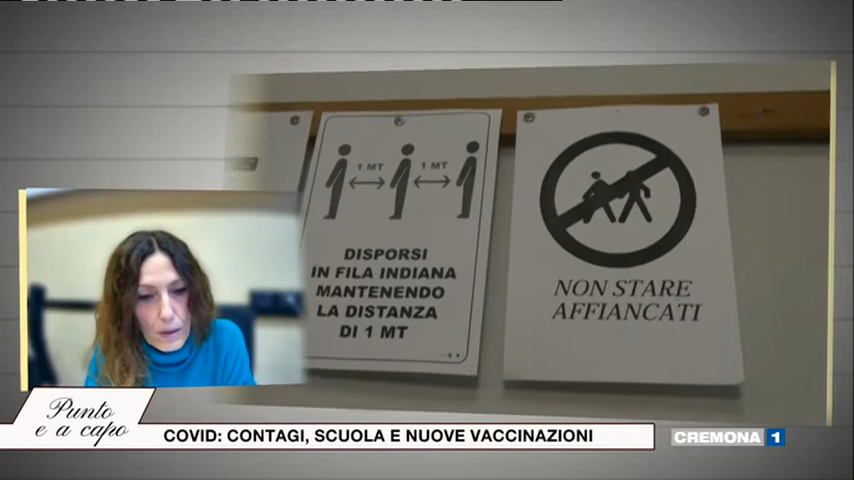 1 MT 1 MT
DISPORSI
IN FILA INDIANA
MANTENENDO
LA DISTANZA
DI 1 MT
NON STARE
AFFIANCATI
Punto
e a capo
COVID: CONTAGI, SCUOLA E NUOVE VACCINAZIONI
CREMONA 1